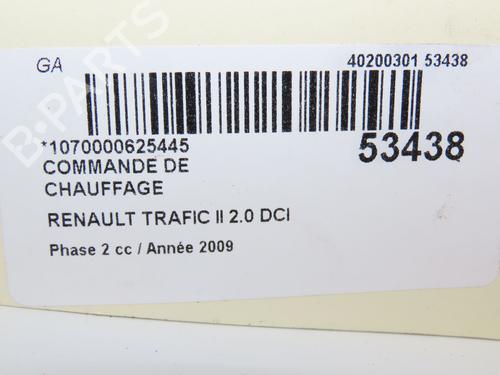 GA
40200301 53438
*1070000625445
53438
COMMANDE DE
CHAUFFAGE
RENAULT TRAFIC II 2.0 DCI
Phase 2 cc / Année 2009
B-PARTS